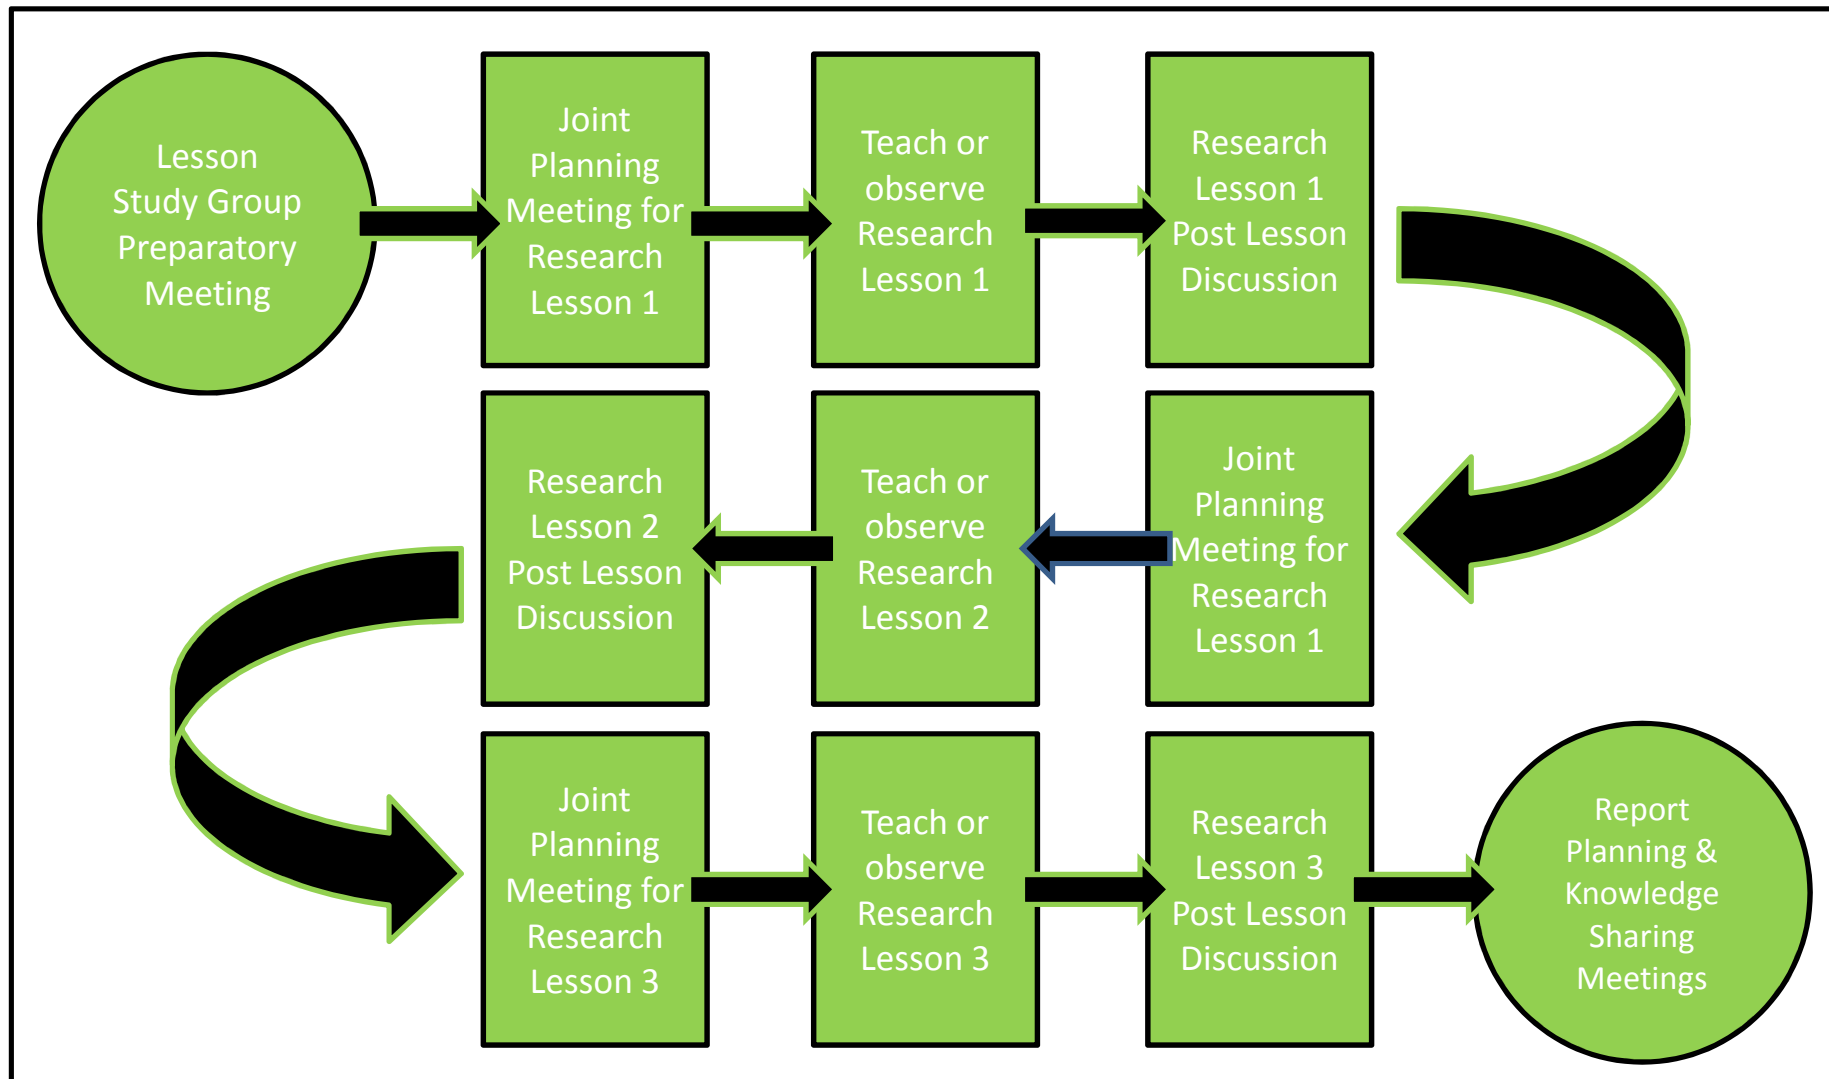 Lesson
Study Group
Preparatory
Meeting
Joint
Planning
Meeting for
Research
Lesson 1
Teach or
observe
Research
Lesson 1
Research
Lesson 1
Post Lesson
Discussion
Joint
Planning
Meeting for
Research
Lesson 1
Teach or
observe
Research
Lesson 2
Research
Lesson 2
Post Lesson
Discussion
Joint
Planning
Meeting for
Research
Lesson 3
Teach or
observe
Research
Lesson 3
Research
Lesson 3
Post Lesson
Discussion
Report
Planning &
Knowledge
Sharing
Meetings